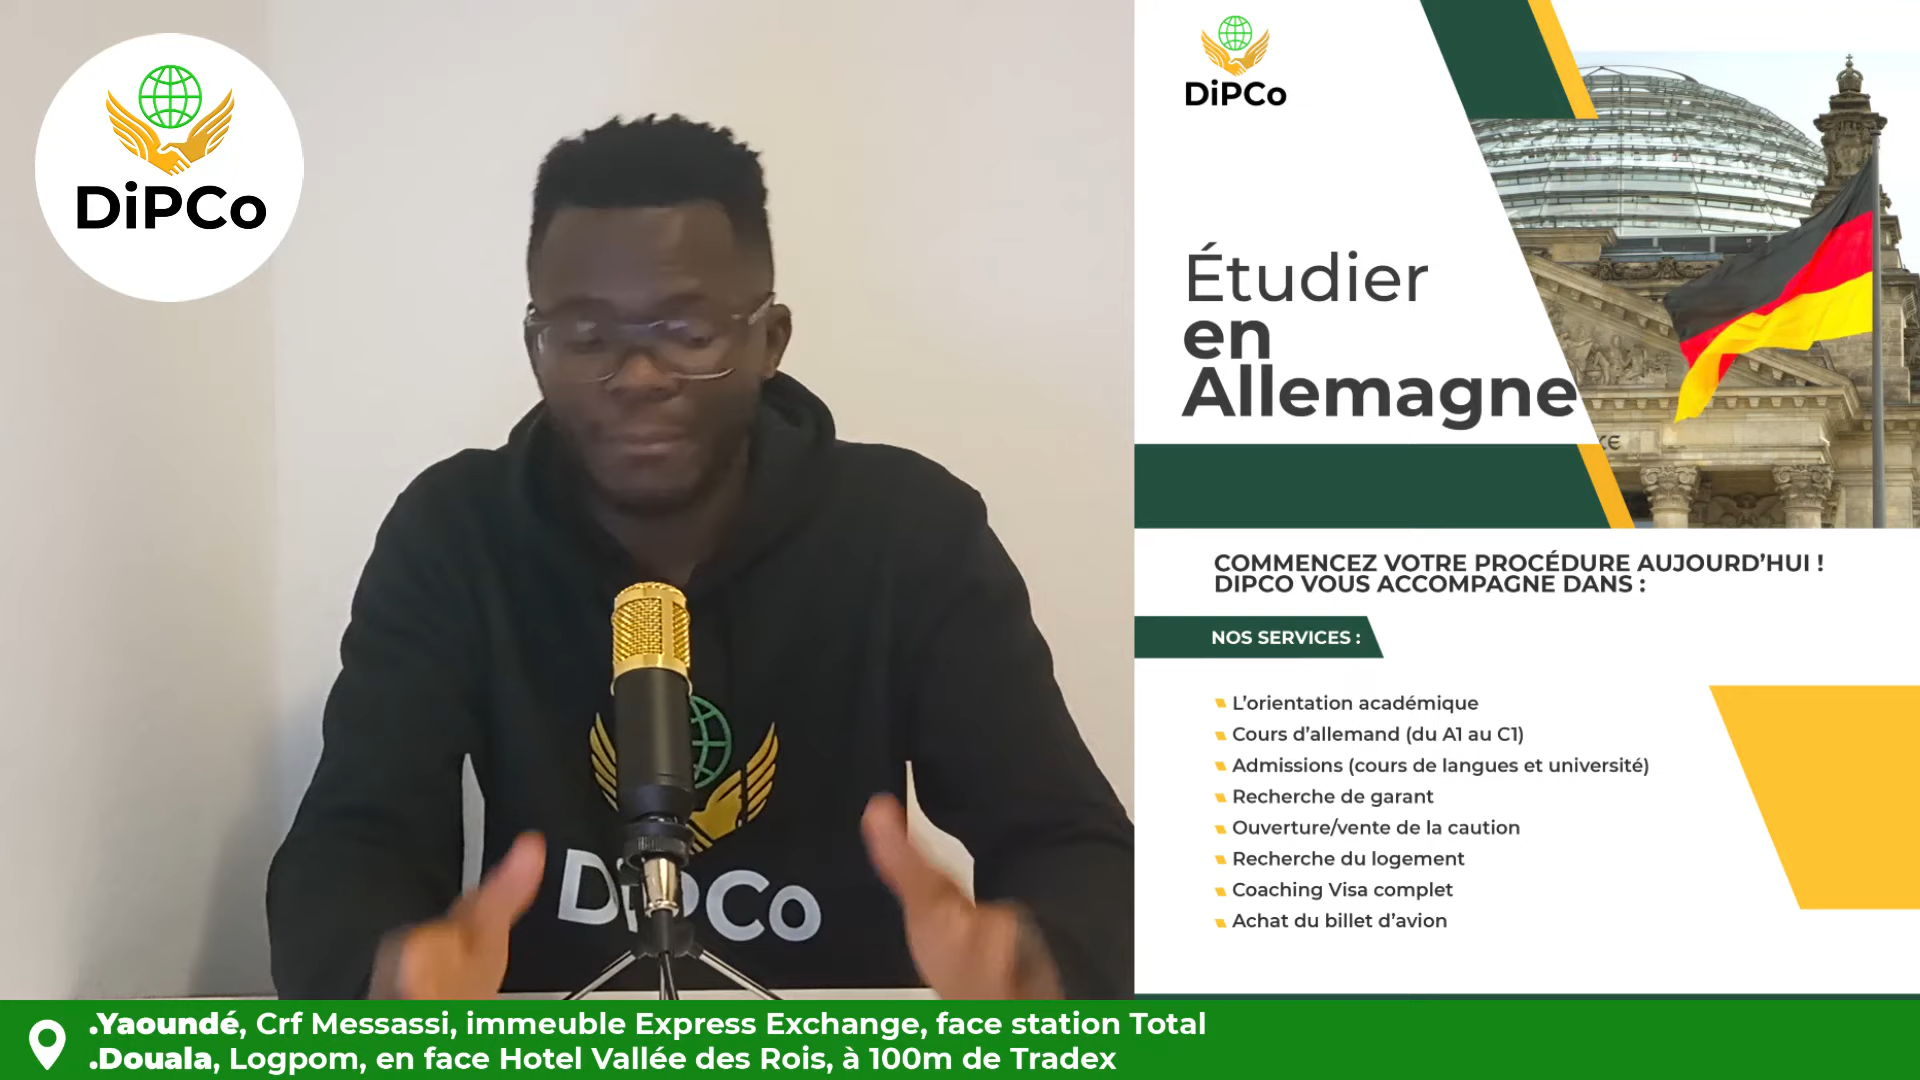 DiPCo
DiPCo
Étudier
en
Allemagne
COMMENCEZ VOTRE PROCÉDURE AUJOURD'HUI !
DIPCO VOUS ACCOMPAGNE DANS :
NOS SERVICES :
L'orientation académique
Cours d'allemand (du A1 au C1)
Admissions (cours de langues et université)
Recherche de garant
Ouverture/vente de la caution
Recherche du logement
Coaching Visa complet
Achat du billet d'avion
DiPCo
.Yaoundé, Crf Messassi, immeuble Express Exchange, face station Total
.Douala, Logpom, en face Hotel Vallée des Rois, à 100m de Tradex